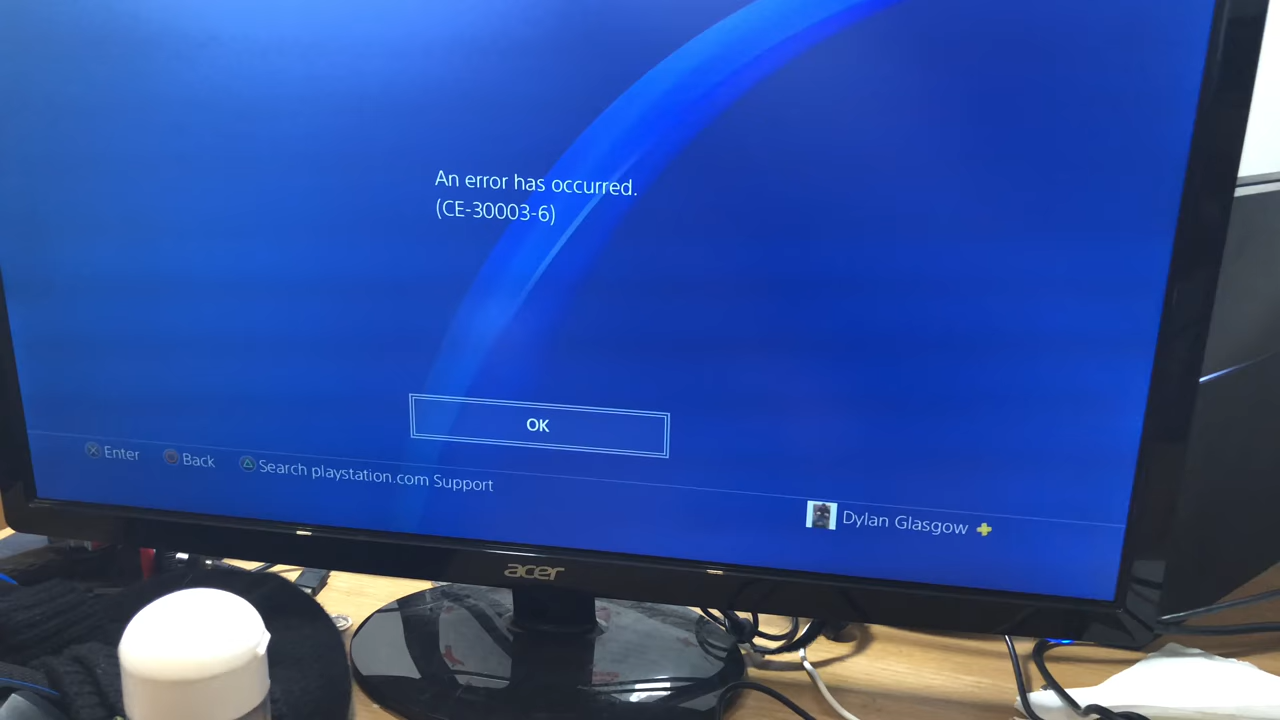 An error has occurred.
(CE-30003-6)
OK
Enter Back Search playstation.com Support
Dylan Glasgow
acer